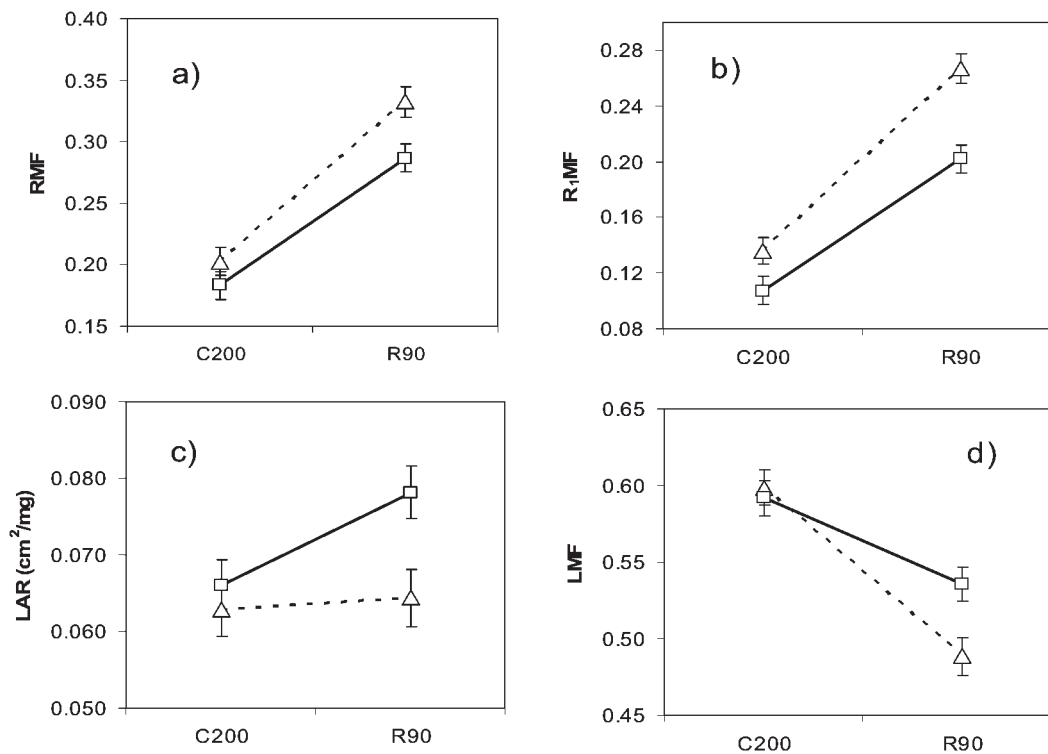 0.40
0.35
0.30
0.25
0.20
0.15
RMF
a)
C200
R90
0.28
0.24
0.20
0.16
0.12
0.08
R₁MF
b)
C200
R90
0.090
0.080
0.070
0.060
0.050
LAR (cm²/mg)
c)
C200
R90
0.65
0.60
0.55
0.50
0.45
LMF
d)
C200
R90